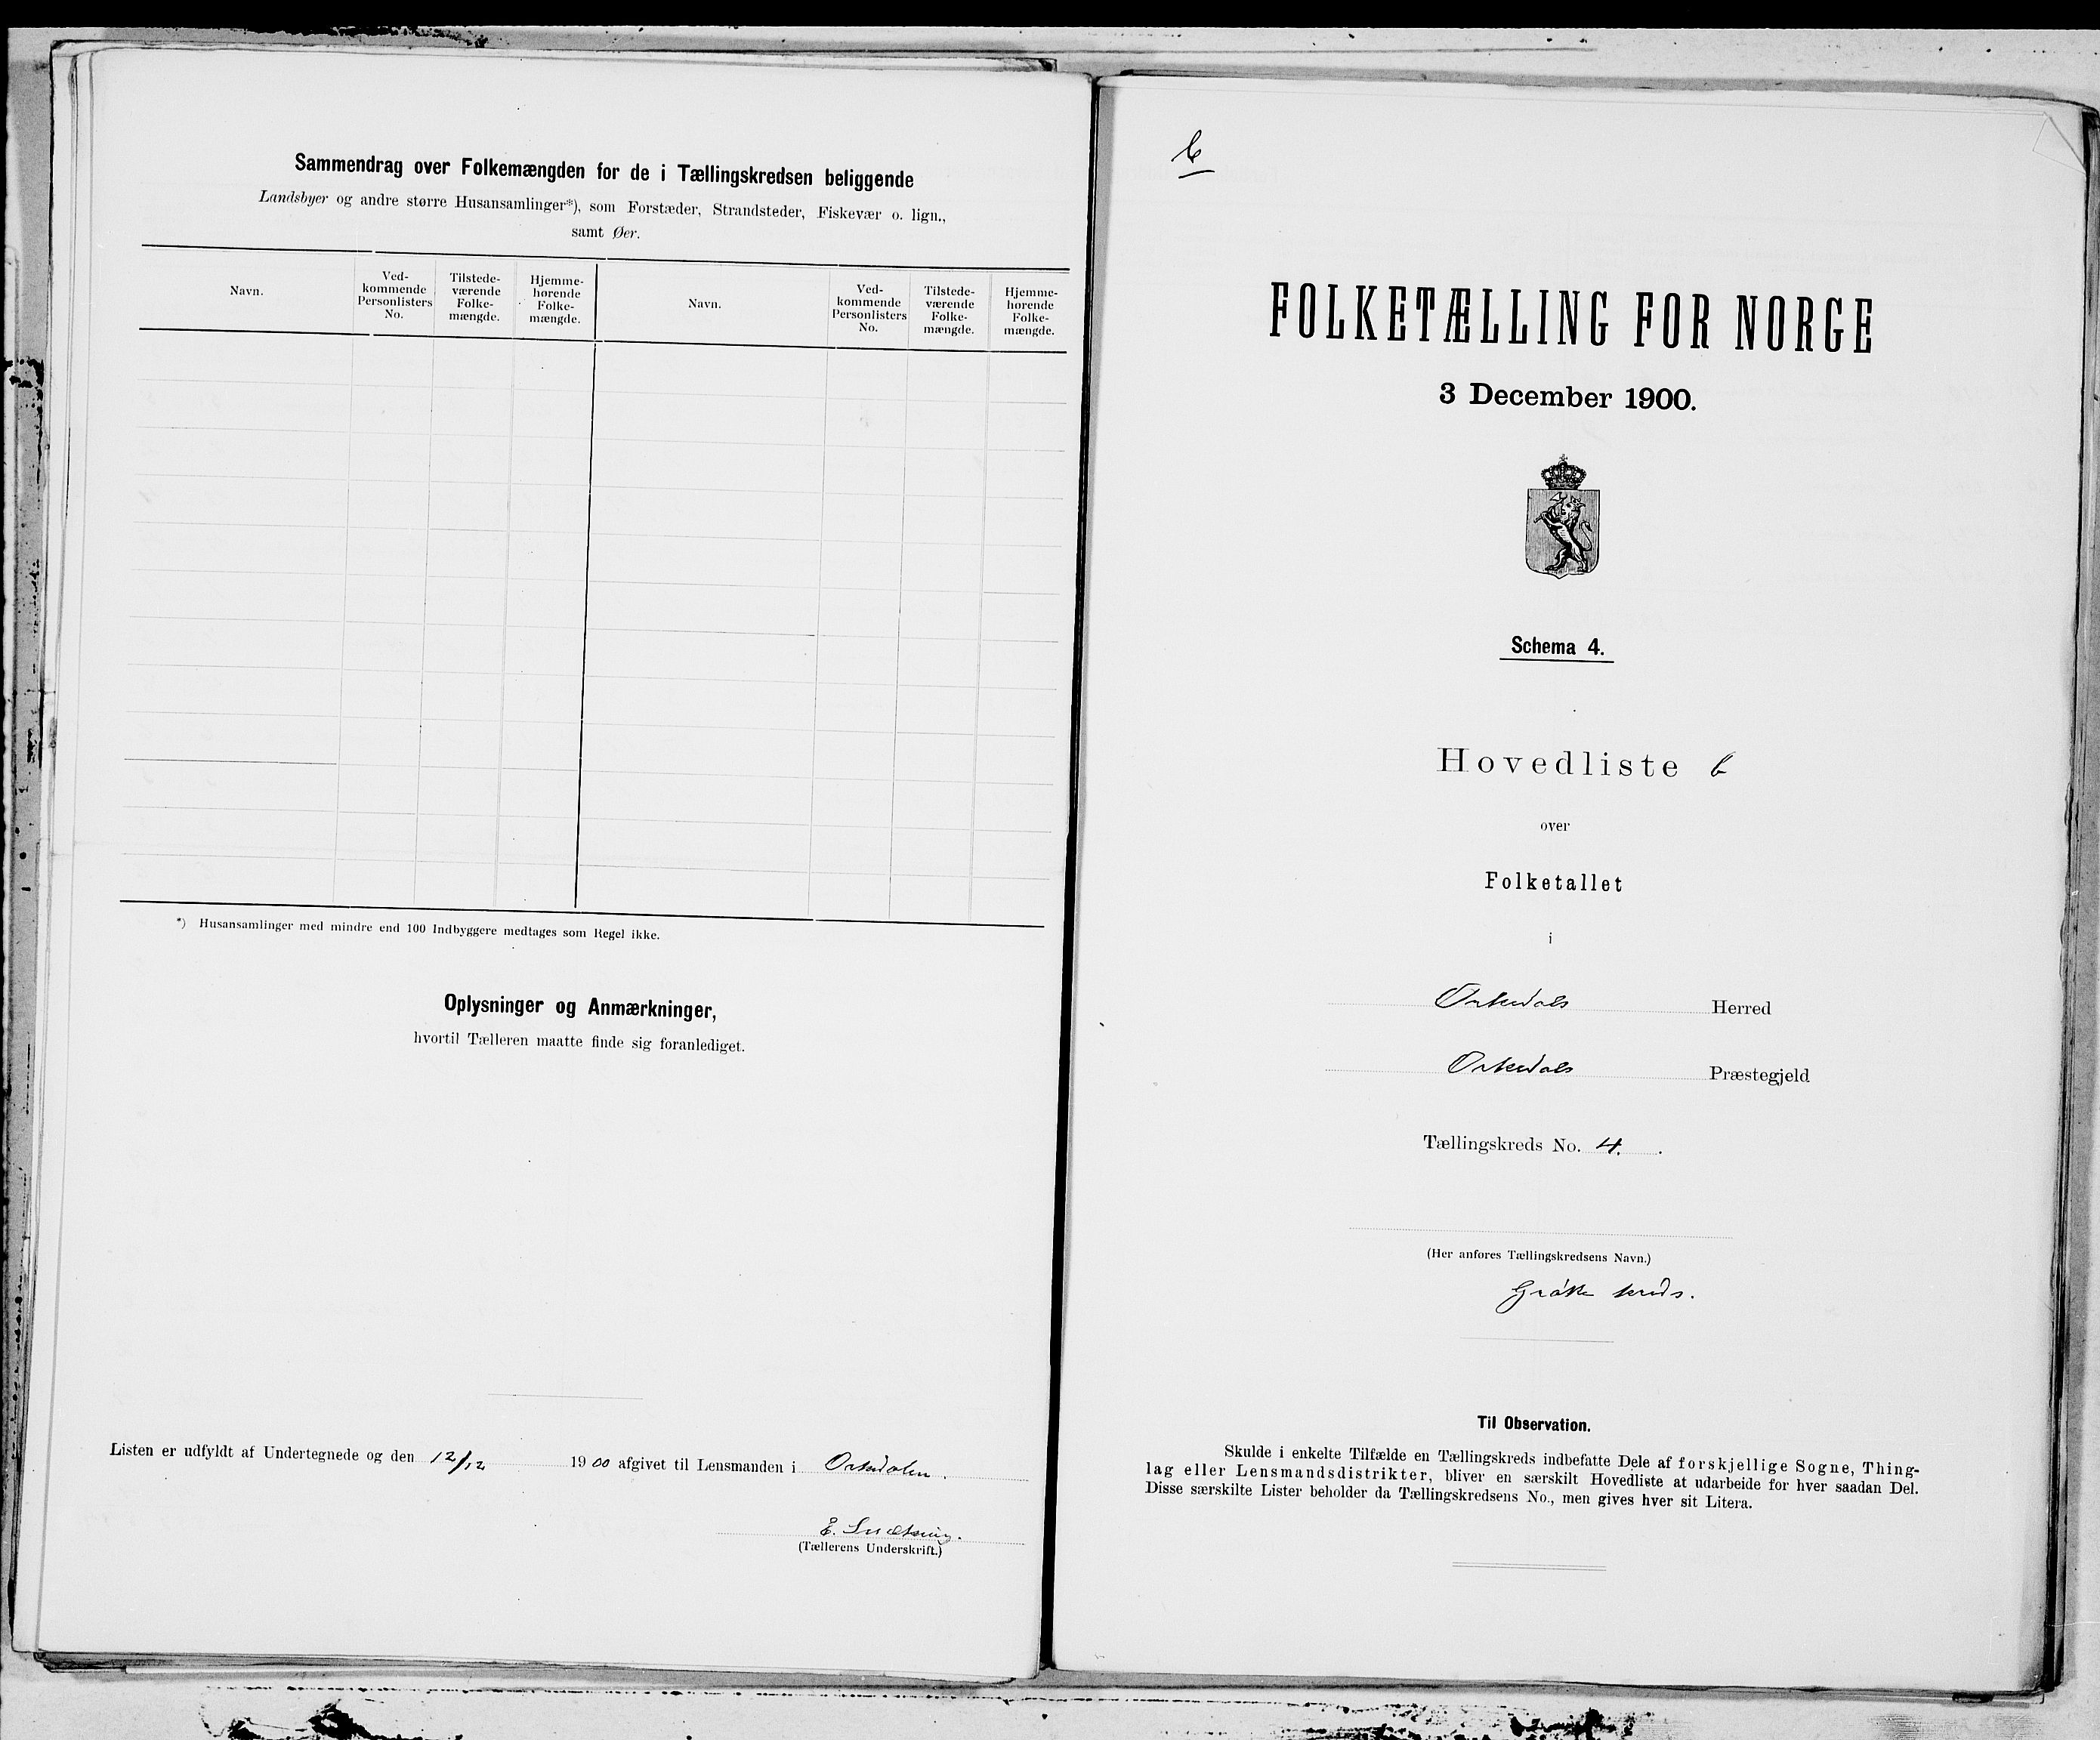 Sammendrag over Folkemængden for de i Tællingskredsen beliggende
Landsbyer og andre større Husansamlinger*), som Forstæder, Strandsteder, Fiskevær o. lign.,
samt Øer.
Navn.
Ved-
kommende
Personlisters
No.
Tilstede-
værende
Folke-
mængde.
Hjemme-
hørende
Folke-
mængde.
Navn.
Ved-
kommende
Personlisters
No.
Tilstede-
værende
Folke-
mængde.
Hjemme-
hørende
Folke-
mængde.
*) Husansamlinger med mindre end 100 Indbyggere medtages som Regel ikke.
Oplysninger og Anmærkninger,
hvortil Tælleren maatte finde sig foranlediget.
Listen er udfyldt af Undertegnede og den 12/12 1900 afgivet til Lensmanden i Orkedalen.
E.
(Tællerens Underskrift.)
b
FOLKETÆLLING FOR NORGE
3 December 1900.
Schema 4.
Hovedliste b
over
Folketallet
i
Orkedals Herred
Orkedals Præstegjeld
Tællingskreds No. 4.
(Her anføres Tællingskredsens Navn.)
kreds.
Til Observation.
Skulde i enkelte Tilfælde en Tællingskreds indbefatte Dele af forskjellige Sogne, Thing-
lag eller Lensmandsdistrikter, bliver en særskilt Hovedliste at udarbeide for hver saadan Del.
Disse særskilte Lister beholder da Tællingskredsens No., men gives hver sit Litera.